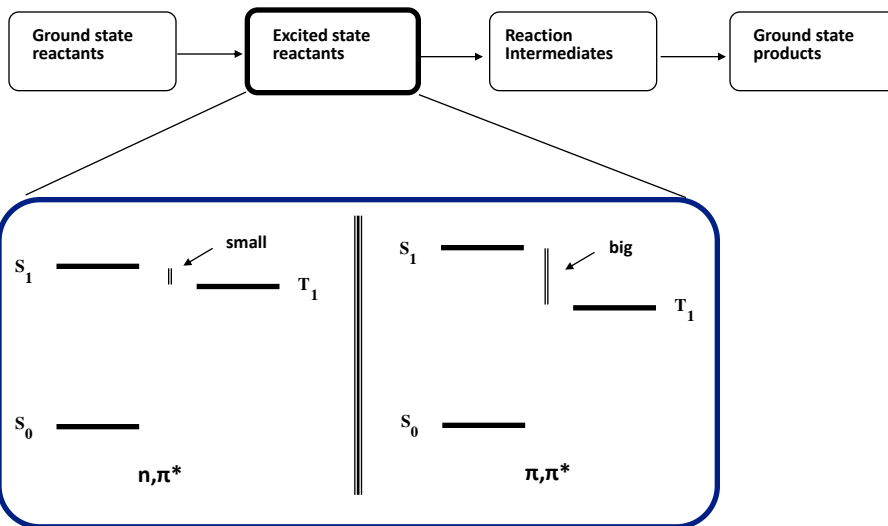 Ground state
reactants
Excited state
reactants
Reaction
Intermediates
Ground state
products
small
S1
T1
S0
n,π*
big
S1
T1
S0
π,π*